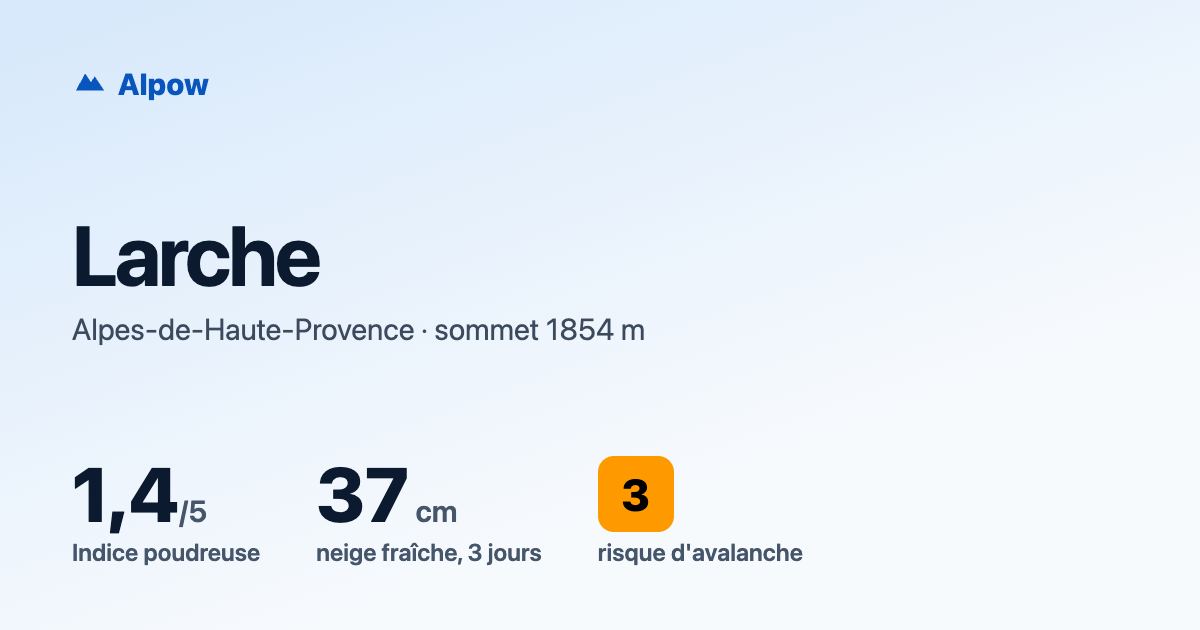 Alpow
Larche
Alpes-de-Haute-Provence · sommet 1854 m
1,4/5
Indice poudreuse
37 cm
neige fraîche, 3 jours
3
risque d'avalanche